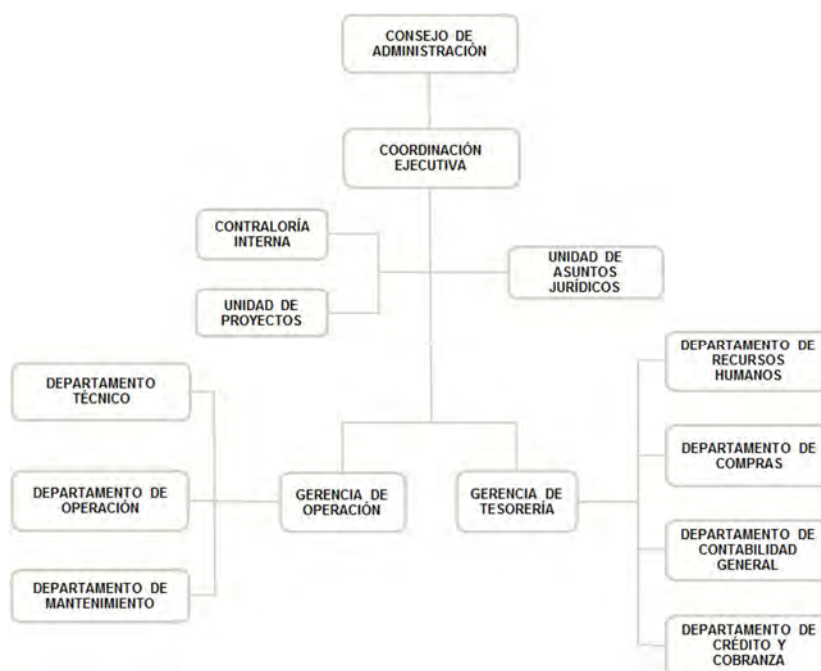 CONSEJO DE
ADMINISTRACIÓN
COORDINACIÓN
EJECUTIVA
CONTRALORÍA
INTERNA
UNIDAD DE
ASUNTOS
JURÍDICOS
UNIDAD DE
PROYECTOS
DEPARTAMENTO
TÉCNICO
DEPARTAMENTO DE
OPERACIÓN
DEPARTAMENTO DE
MANTENIMIENTO
GERENCIA DE
OPERACIÓN
GERENCIA DE
TESORERÍA
DEPARTAMENTO DE
RECURSOS
HUMANOS
DEPARTAMENTO DE
COMPRAS
DEPARTAMENTO DE
CONTABILIDAD
GENERAL
DEPARTAMENTO DE
CRÉDITO Y
COBRANZA